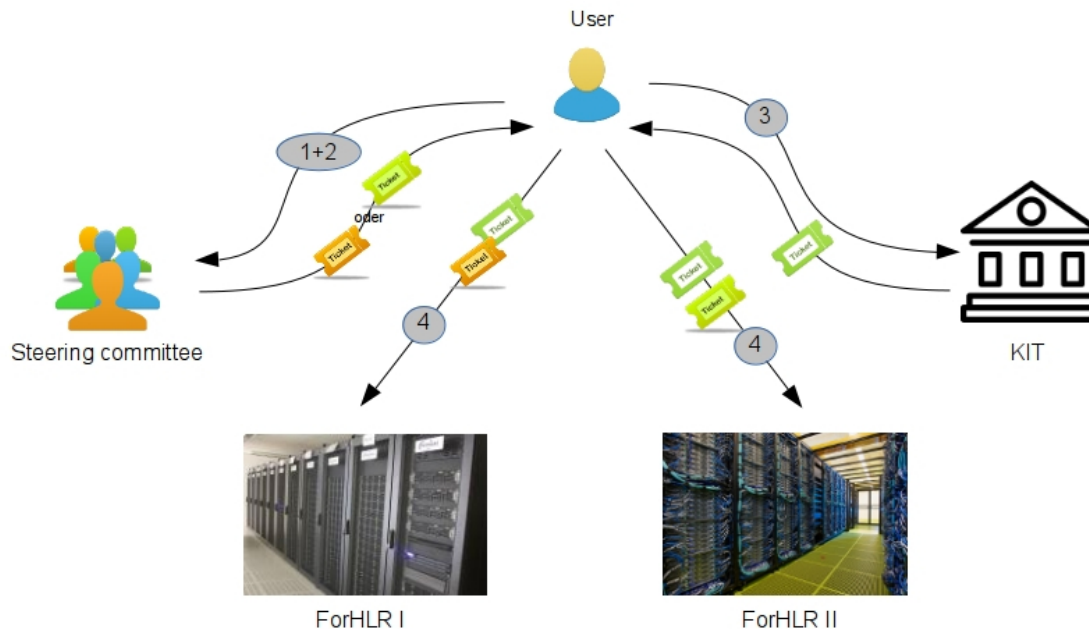 User
3
1+2
Ticket
oder
Ticket
Ticket
Ticket
Ticket
Ticket
Ticket
4
4
Steering committee
KIT
ForHLR I
ForHLR II